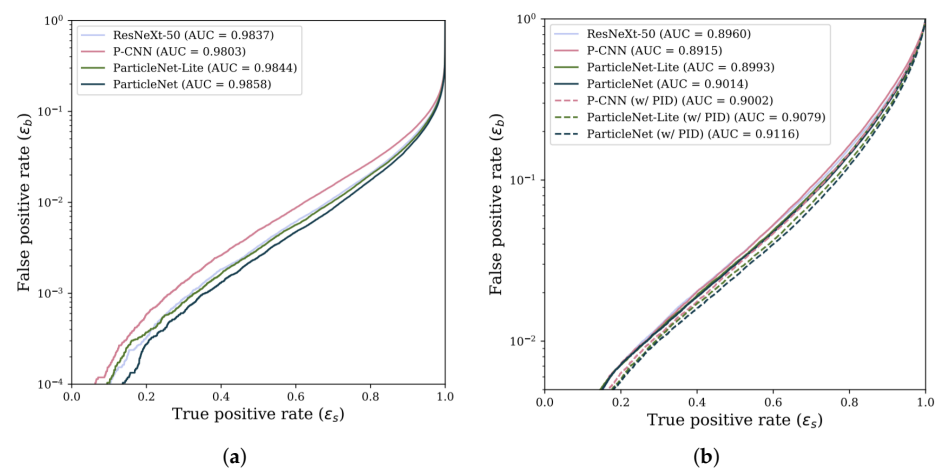 ResNeXt-50 (AUC = 0.9837)
P-CNN (AUC = 0.9803)
ParticleNet-Lite (AUC = 0.9844)
ParticleNet (AUC = 0.9858)
10⁰
10⁻¹
10⁻²
10⁻³
10⁻⁴
False positive rate (ε_b)
0.0 0.2 0.4 0.6 0.8 1.0
True positive rate (ε_s)
(a)
ResNeXt-50 (AUC = 0.8960)
P-CNN (AUC = 0.8915)
ParticleNet-Lite (AUC = 0.8993)
ParticleNet (AUC = 0.9014)
P-CNN (w/ PID) (AUC = 0.9002)
ParticleNet-Lite (w/ PID) (AUC = 0.9079)
ParticleNet (w/ PID) (AUC = 0.9116)
10⁰
10⁻¹
10⁻²
False positive rate (ε_b)
0.0 0.2 0.4 0.6 0.8 1.0
True positive rate (ε_s)
(b)